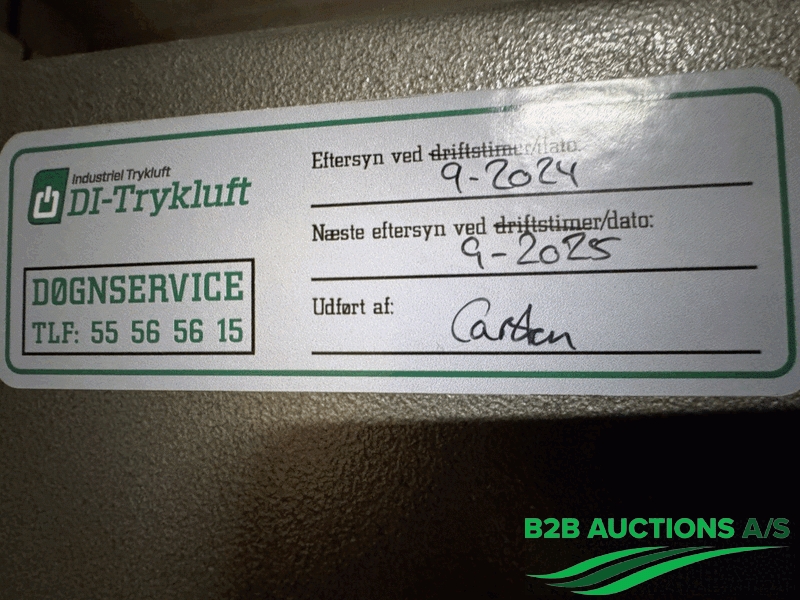 Industriel Trykluft
DI-Trykluft
DØGNSERVICE
TLF: 55 56 56 15
Eftersyn ved driftstimer/dato:
9-2024
Næste eftersyn ved driftstimer/dato:
9-2025
Udført af:
Carsten
B2B AUCTIONS A/S